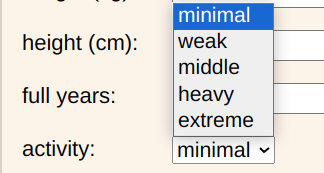 minimal
height (cm):
weak
middle
full years:
heavy
extreme
activity:
minimal